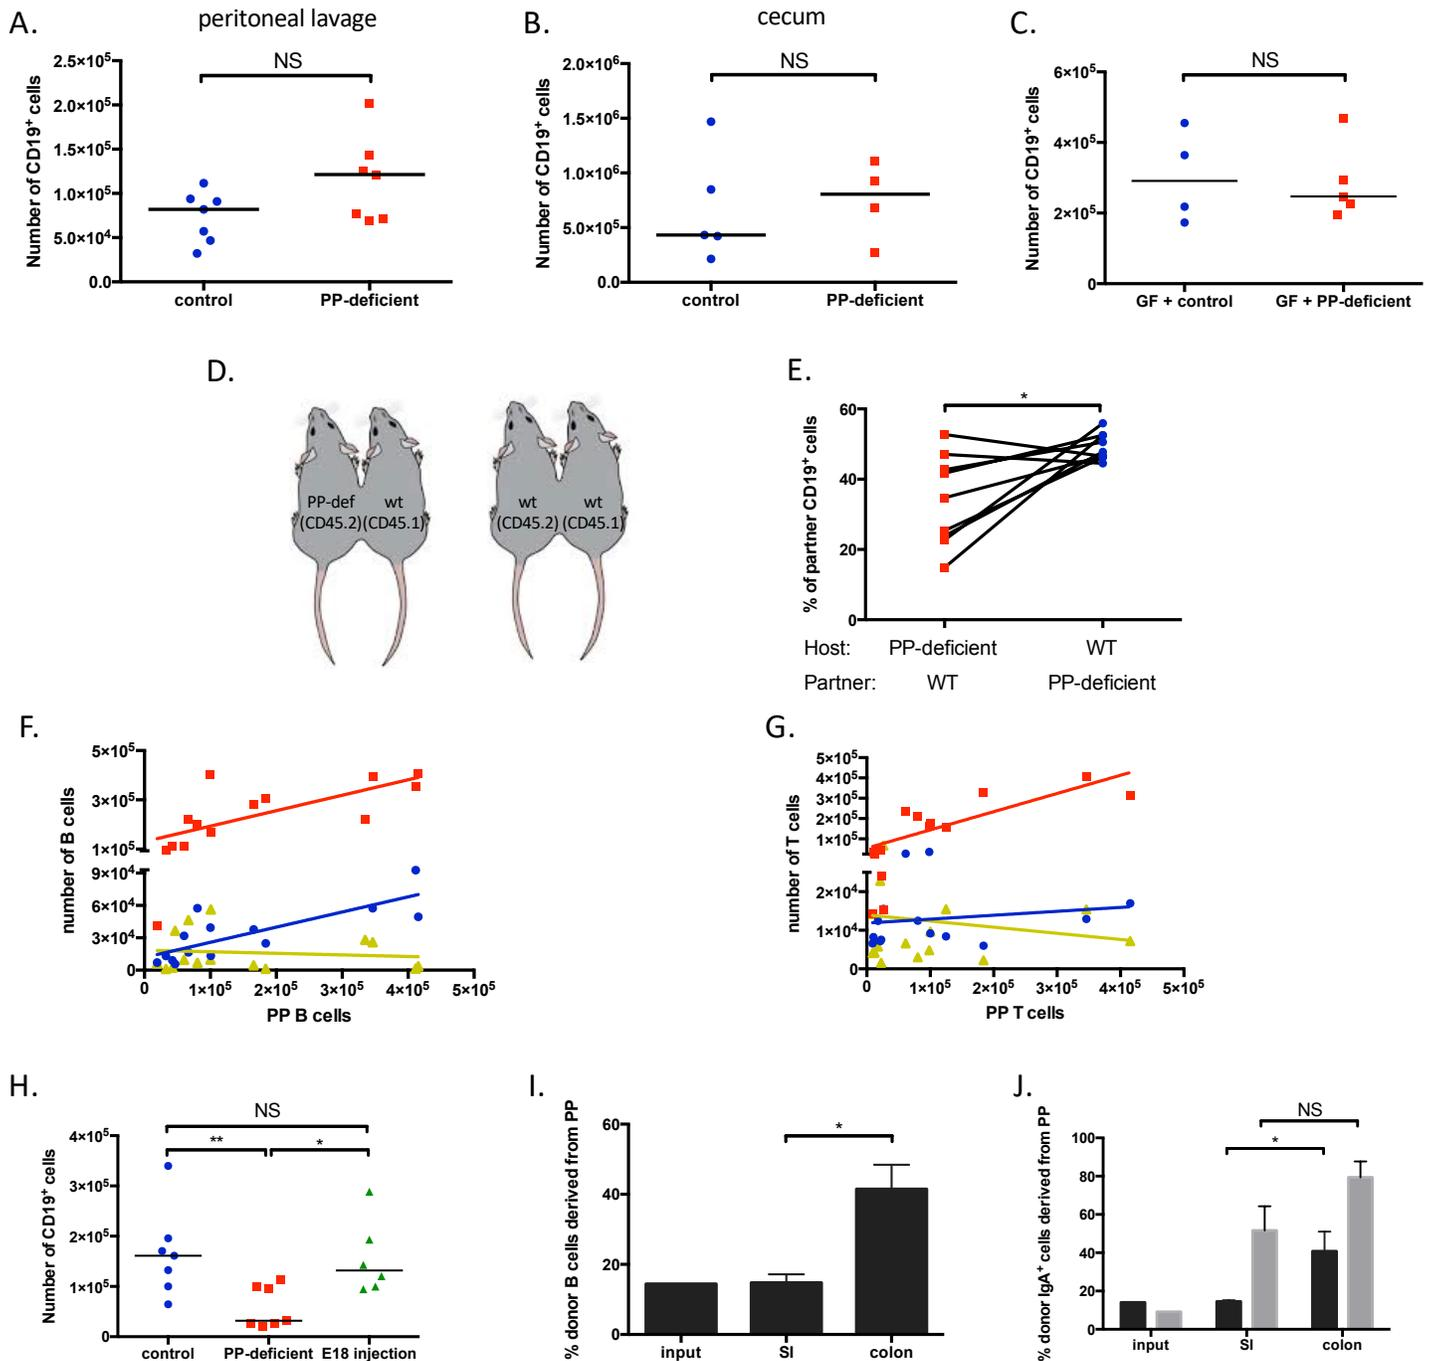 A.
peritoneal lavage
Number of CD19⁺ cells
2.5×10⁵
2.0×10⁵
1.5×10⁵
1.0×10⁵
5.0×10⁴
0.0
NS
control
PP-deficient
B.
cecum
Number of CD19⁺ cells
2.0×10⁶
1.5×10⁶
1.0×10⁶
5.0×10⁵
0.0
NS
control
PP-deficient
C.
Number of CD19⁺ cells
6×10⁵
4×10⁵
2×10⁵
0
NS
GF + control
GF + PP-deficient
D.
PP-def
(CD45.2)
wt
(CD45.1)
wt
(CD45.2)
wt
(CD45.1)
E.
% of partner CD19⁺ cells
60
40
20
0
*
Host: PP-deficient WT
Partner: WT PP-deficient
F.
number of B cells
5×10⁵
3×10⁵
1×10⁵
9×10⁴
6×10⁴
3×10⁴
0
0 1×10⁵ 2×10⁵ 3×10⁵ 4×10⁵ 5×10⁵
PP B cells
G.
number of T cells
5×10⁵
4×10⁵
3×10⁵
2×10⁵
1×10⁵
2×10⁴
1×10⁴
0
0 1×10⁵ 2×10⁵ 3×10⁵ 4×10⁵ 5×10⁵
PP T cells
H.
Number of CD19⁺ cells
4×10⁵
3×10⁵
2×10⁵
1×10⁵
0
NS
**
*
control
PP-deficient
E18 injection
I.
% donor B cells derived from PP
60
40
20
0
*
input
SI
colon
J.
% donor IgA⁺ cells derived from PP
100
80
60
40
20
0
NS
*
input
SI
colon